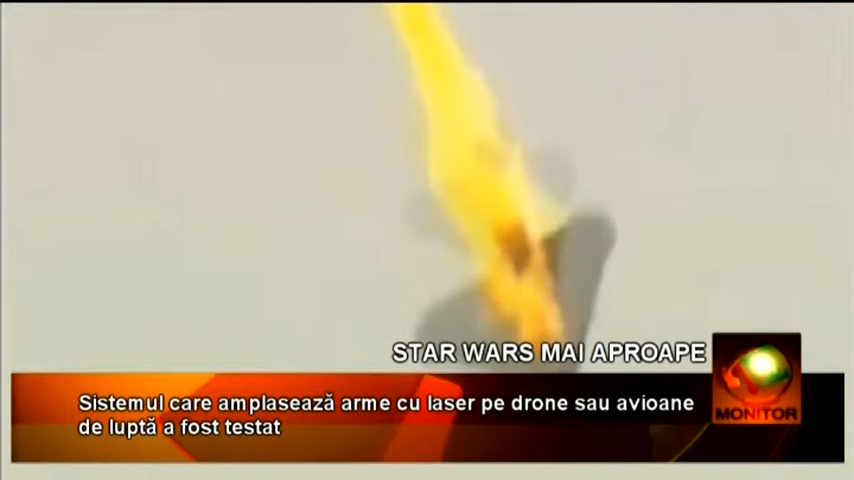 STAR WARS MAI APROAPE
MONITOR
Sistemul care amplasează arme cu laser pe drone sau avioane
de luptă a fost testat